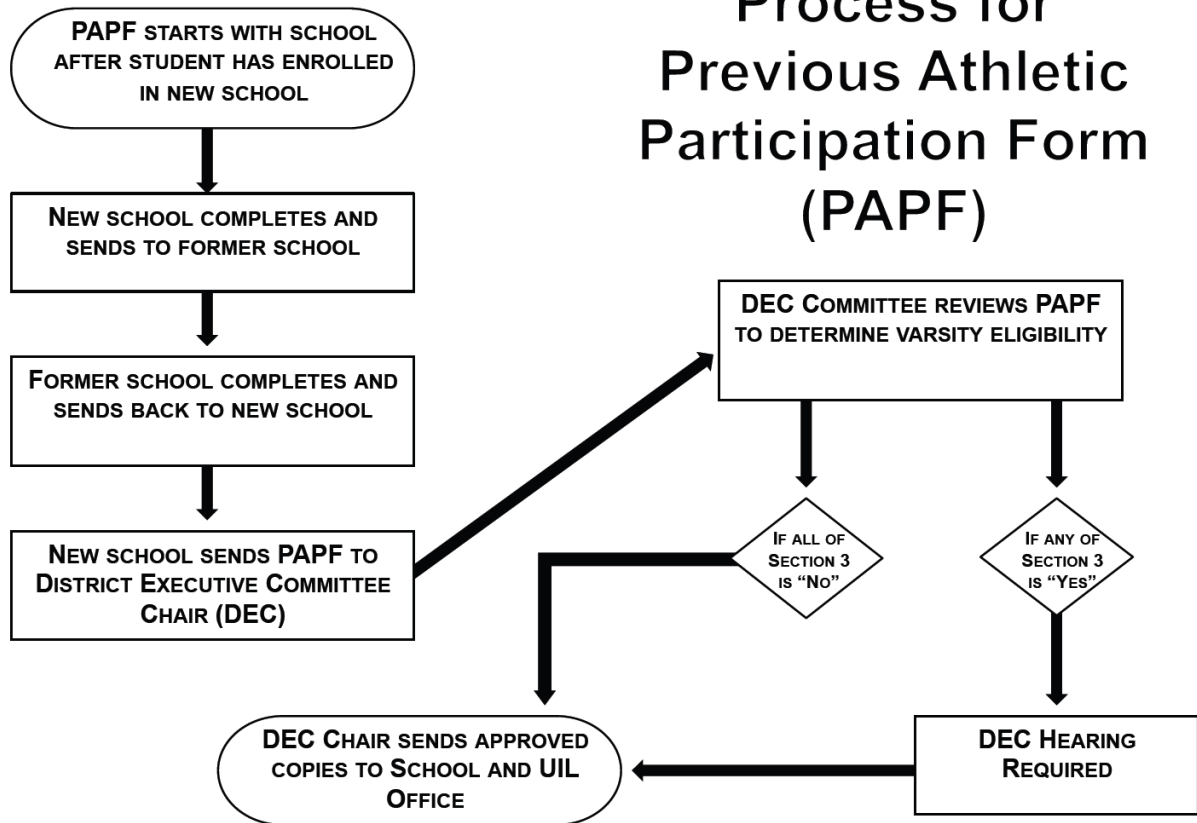 Process for
Previous Athletic
Participation Form
(PAPF)
PAPF STARTS WITH SCHOOL
AFTER STUDENT HAS ENROLLED
IN NEW SCHOOL
NEW SCHOOL COMPLETES AND
SENDS TO FORMER SCHOOL
FORMER SCHOOL COMPLETES AND
SENDS BACK TO NEW SCHOOL
NEW SCHOOL SENDS PAPF TO
DISTRICT EXECUTIVE COMMITTEE
CHAIR (DEC)
DEC COMMITTEE REVIEWS PAPF
TO DETERMINE VARSITY ELIGIBILITY
IF ALL OF
SECTION 3
IS “NO”
IF ANY OF
SECTION 3
IS “YES”
DEC CHAIR SENDS APPROVED
COPIES TO SCHOOL AND UIL
OFFICE
DEC HEARING
REQUIRED